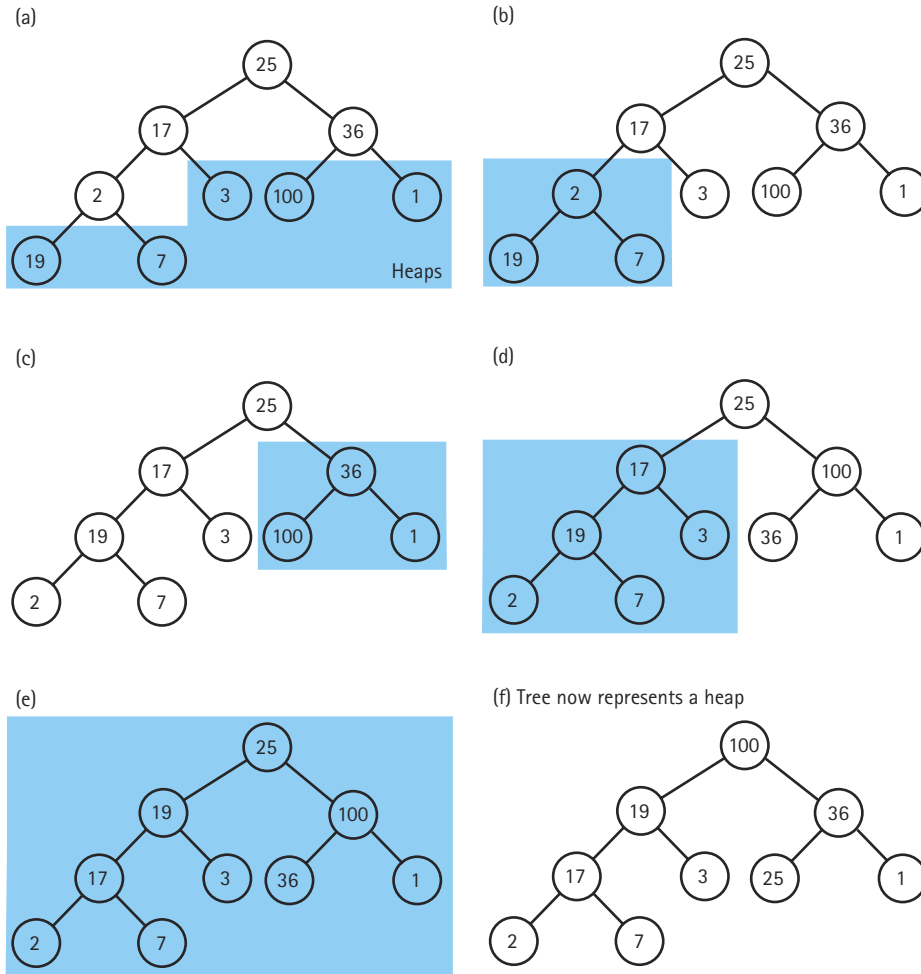 (a)
25
17 36
2 3 100 1
19 7
Heaps
(b)
25
17 36
2 3 100 1
19 7
(c)
25
17 36
19 3 100 1
2 7
(d)
25
17 100
19 3 36 1
2 7
(e)
25
19 100
17 3 36 1
2 7
(f) Tree now represents a heap
100
19 36
17 3 25 1
2 7